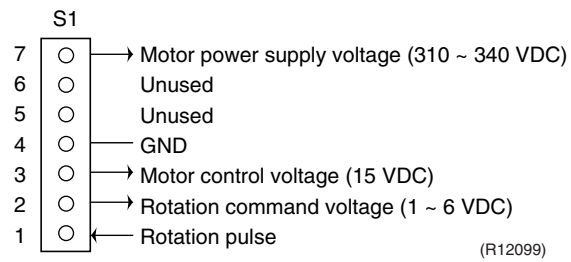 S1
7 Motor power supply voltage (310 ~ 340 VDC)
6 Unused
5 Unused
4 GND
3 Motor control voltage (15 VDC)
2 Rotation command voltage (1 ~ 6 VDC)
1 Rotation pulse
(R12099)